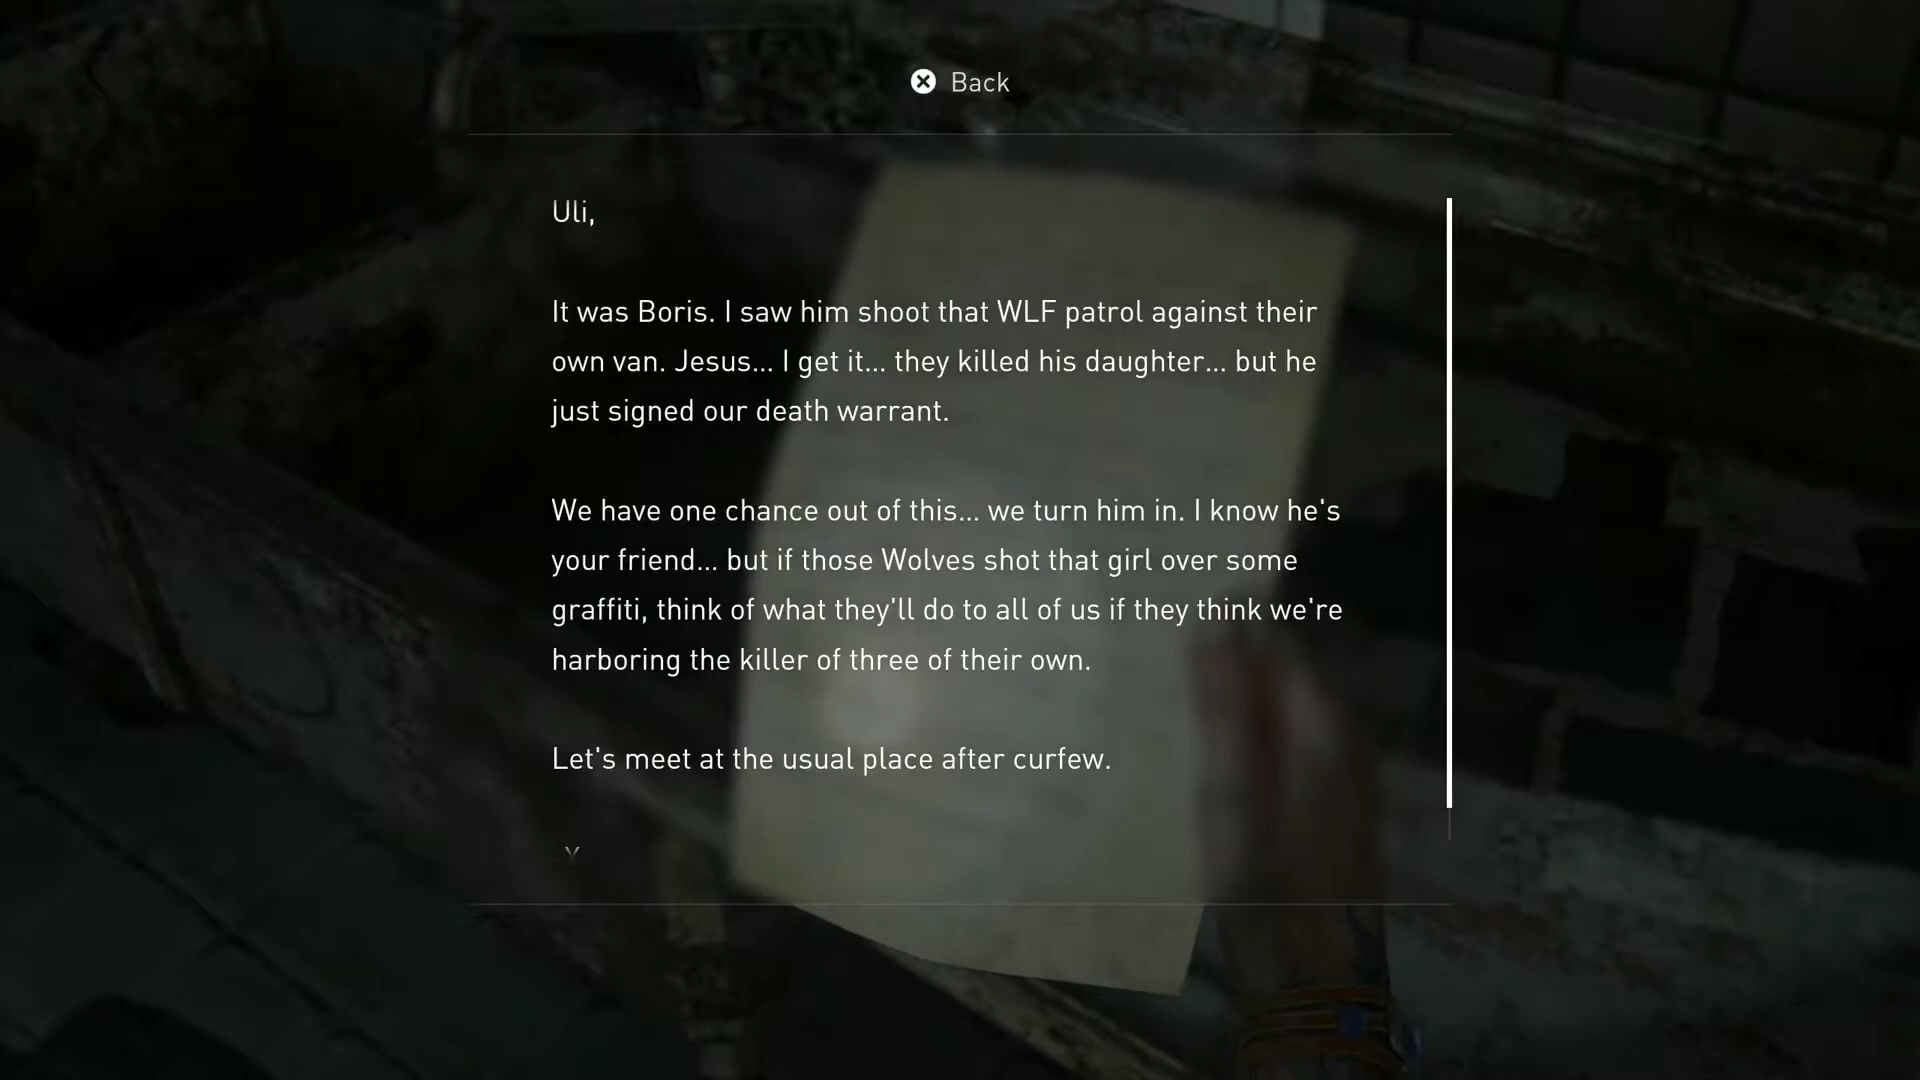 Back
Uli,
It was Boris. I saw him shoot that WLF patrol against their
own van. Jesus... I get it... they killed his daughter... but he
just signed our death warrant.
We have one chance out of this... we turn him in. I know he's
your friend... but if those Wolves shot that girl over some
graffiti, think of what they'll do to all of us if they think we're
harboring the killer of three of their own.
Let's meet at the usual place after curfew.